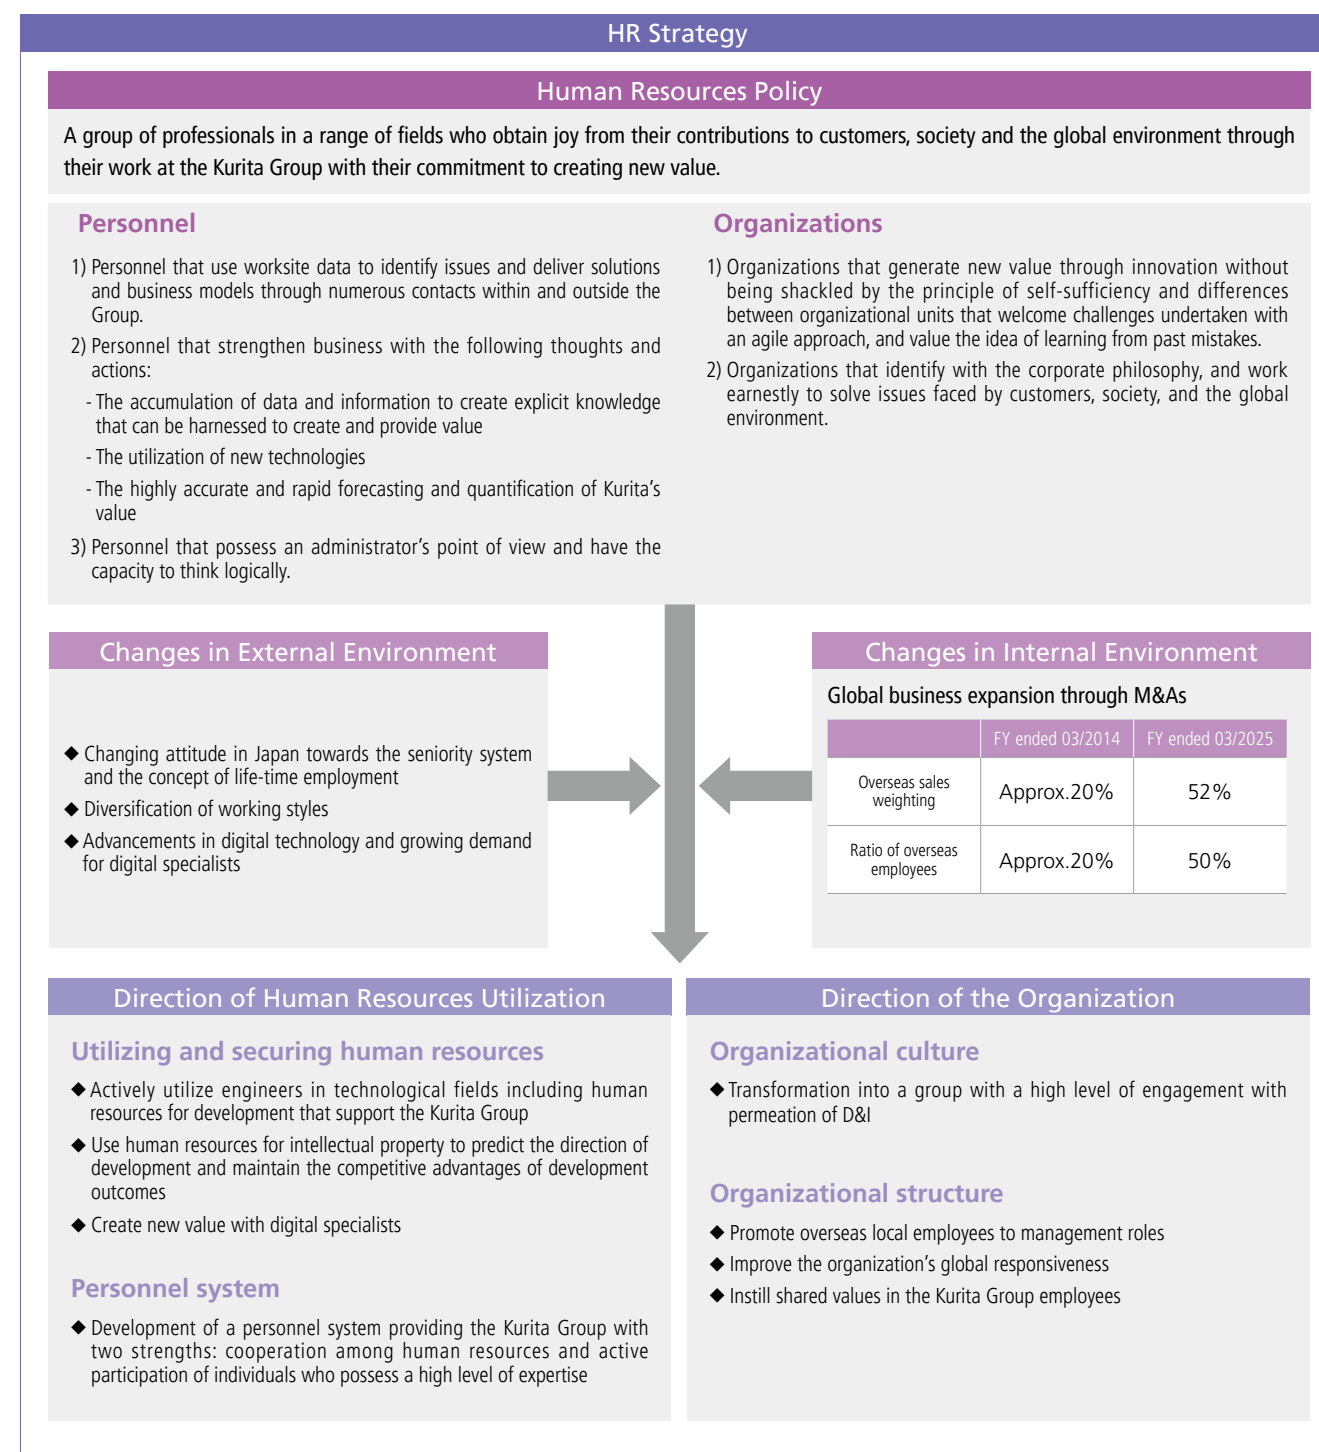 HR Strategy
Human Resources Policy
A group of professionals in a range of fields who obtain joy from their contributions to customers, society and the global environment through
their work at the Kurita Group with their commitment to creating new value.
Personnel
1) Personnel that use worksite data to identify issues and deliver solutions
and business models through numerous contacts within and outside the
Group.
2) Personnel that strengthen business with the following thoughts and
actions:
- The accumulation of data and information to create explicit knowledge
that can be harnessed to create and provide value
- The utilization of new technologies
- The highly accurate and rapid forecasting and quantification of Kurita's
value
3) Personnel that possess an administrator's point of view and have the
capacity to think logically.
Organizations
1) Organizations that generate new value through innovation without
being shackled by the principle of self-sufficiency and differences
between organizational units that welcome challenges undertaken with
an agile approach, and value the idea of learning from past mistakes.
2) Organizations that identify with the corporate philosophy, and work
earnestly to solve issues faced by customers, society, and the global
environment.
Changes in External Environment
◆ Changing attitude in Japan towards the seniority system
and the concept of life-time employment
◆ Diversification of working styles
◆ Advancements in digital technology and growing demand
for digital specialists
Changes in Internal Environment
Global business expansion through M&As
FY ended 03/2014 FY ended 03/2025
Overseas sales
weighting
Approx.20% 52%
Ratio of overseas
employees
Approx.20% 50%
Direction of Human Resources Utilization
Utilizing and securing human resources
◆ Actively utilize engineers in technological fields including human
resources for development that support the Kurita Group
◆ Use human resources for intellectual property to predict the direction of
development and maintain the competitive advantages of development
outcomes
◆ Create new value with digital specialists
Personnel system
◆ Development of a personnel system providing the Kurita Group with
two strengths: cooperation among human resources and active
participation of individuals who possess a high level of expertise
Direction of the Organization
Organizational culture
◆ Transformation into a group with a high level of engagement with
permeation of D&I
Organizational structure
◆ Promote overseas local employees to management roles
◆ Improve the organization's global responsiveness
◆ Instill shared values in the Kurita Group employees